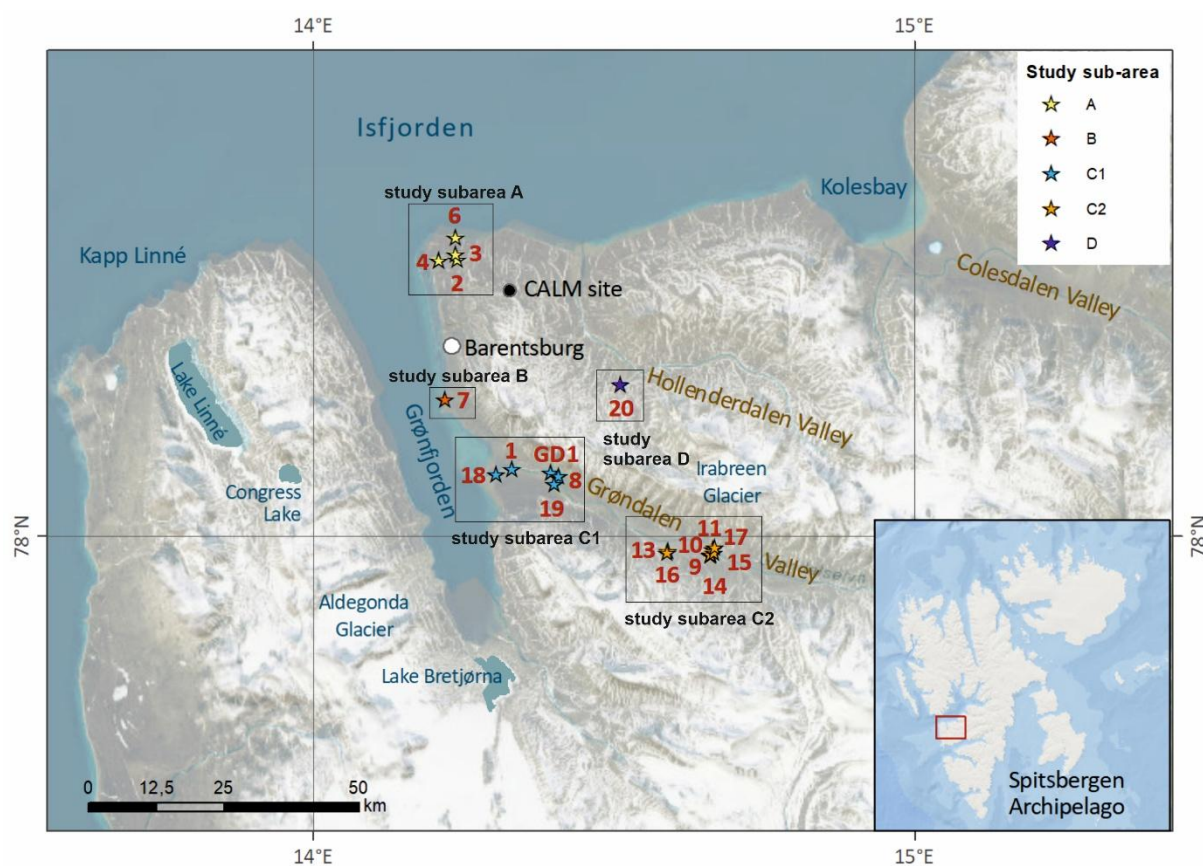 14°E
15°E
Study sub-area
A
B
C1
C2
D
Isfjorden
study subarea A
6
3
4
2
Kapp Linné
Kolesbay
CALM site
Colesdalen Valley
Barentsburg
study subarea B
7
Lake Linné
Grønfjorden
Hollenderdalen Valley
20
study
subarea D
1
GD1
18
8
19
Irabreen
Glacier
Congress
Lake
Grøndalen
Valley
study subarea C1
78°N
78°N
11
13
10
17
16
9
15
14
study subarea C2
Aldegonda
Glacier
Lake Bretjørna
0
12,5
25
50
km
Spitsbergen
Archipelago
14°E
15°E